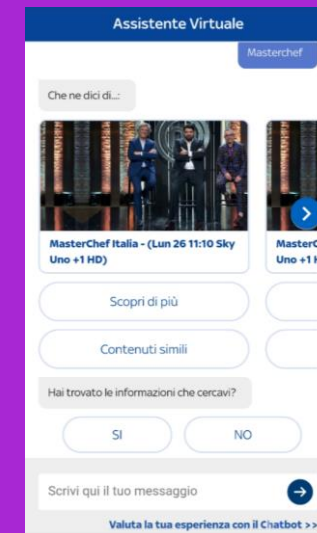 Assistente Virtuale
Masterchef
Che ne dici di...:
MasterChef Italia - (Lun 26 11:10 Sky
Uno +1 HD)
MasterC
Uno +1 H
Scopri di più
Contenuti simili
Hai trovato le informazioni che cercavi?
SI
NO
Scrivi qui il tuo messaggio
Valuta la tua esperienza con il Chatbot >>